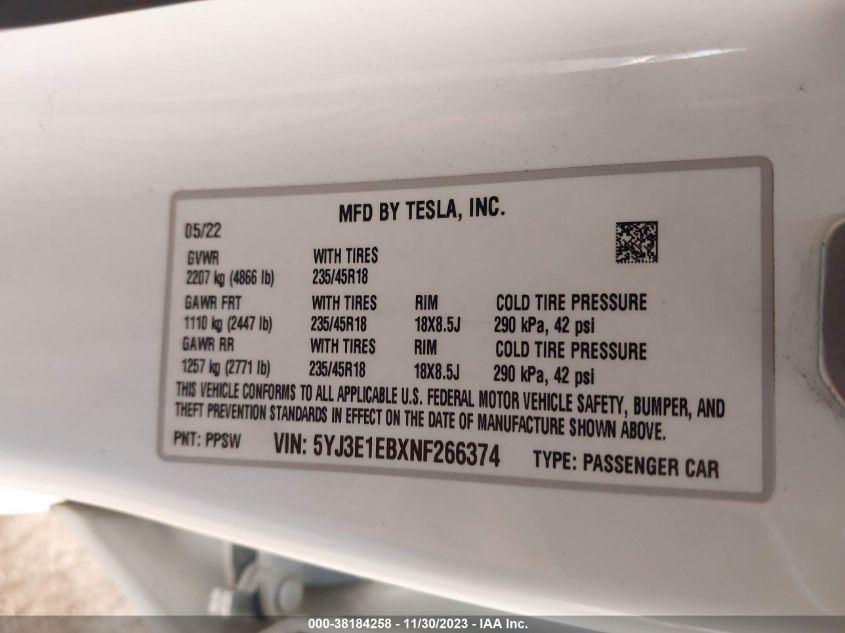 MFD BY TESLA, INC.
05/22
GVWR WITH TIRES
2207 kg (4866 lb) 235/45R18
GAWR FRT WITH TIRES RIM COLD TIRE PRESSURE
1110 kg (2447 lb) 235/45R18 18X8.5J 290 kPa, 42 psi
GAWR RR WITH TIRES RIM COLD TIRE PRESSURE
1257 kg (2771 lb) 235/45R18 18X8.5J 290 kPa, 42 psi
THIS VEHICLE CONFORMS TO ALL APPLICABLE U.S. FEDERAL MOTOR VEHICLE SAFETY, BUMPER, AND
THEFT PREVENTION STANDARDS IN EFFECT ON THE DATE OF MANUFACTURE SHOWN ABOVE.
PNT: PPSW VIN: 5YJ3E1EBXNF266374 TYPE: PASSENGER CAR
000-38184258 - 11/30/2023 - IAA Inc.